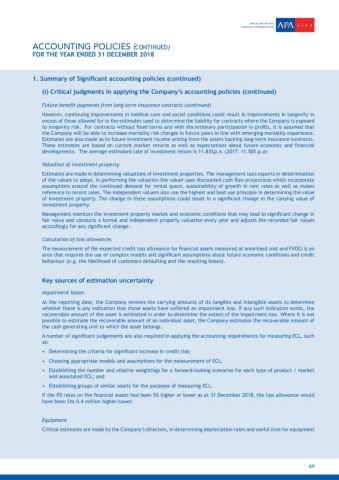 ANNUAL REPORT AND
FINANCIAL STATEMENTS 2018
APA LIFE
ACCOUNTING POLICIES (CONTINUED)
FOR THE YEAR ENDED 31 DECEMBER 2018
1. Summary of Significant accounting policies (continued)
(i) Critical judgments in applying the Company's accounting policies (continued)
Future benefit payments from long-term insurance contracts (continued)
However, continuing improvements in medical care and social conditions could result in improvements in longevity in
excess of those allowed for in the estimates used to determine the liability for contracts where the Company is exposed
to longevity risk. For contracts without fixed terms and with discretionary participation in profits, it is assumed that
the Company will be able to increase mortality risk charges in future years in line with emerging mortality experience.
Estimates are also made as to future investment income arising from the assets backing long-term insurance contracts.
These estimates are based on current market returns as well as expectations about future economic and financial
developments. The average estimated rate of investment return is 11.83%p.a. (2017: 11.50% p.a)
Valuation of investment property
Estimates are made in determining valuations of investment properties. The management uses experts in determination
of the values to adopt. In performing the valuation the valuer uses discounted cash flow projections which incorporate
assumptions around the continued demand for rental space, sustainability of growth in rent rates as well as makes
reference to recent sales. The independent valuers also use the highest and best use principle in determining the value
of investment property. The change in these assumptions could result in a significant change in the carrying value of
investment property.
Management monitors the investment property market and economic conditions that may lead to significant change in
fair value and conducts a formal and independent property valuation every year and adjusts the recorded fair values
accordingly for any significant change.
Calculation of loss allowances
The measurement of the expected credit loss allowance for financial assets measured at amortised cost and FVOCI is an
area that requires the use of complex models and significant assumptions about future economic conditions and credit
behaviour (e.g. the likelihood of customers defaulting and the resulting losses).
Key sources of estimation uncertainty
Impairment losses
At the reporting date, the Company reviews the carrying amounts of its tangible and intangible assets to determine
whether there is any indication that those assets have suffered an impairment loss. If any such indication exists, the
recoverable amount of the asset is estimated in order to determine the extent of the impairment loss. Where it is not
possible to estimate the recoverable amount of an individual asset, the Company estimates the recoverable amount of
the cash generating unit to which the asset belongs.
A number of significant judgements are also required in applying the accounting requirements for measuring ECL, such
as:
• Determining the criteria for significant increase in credit risk;
• Choosing appropriate models and assumptions for the measurement of ECL;
• Establishing the number and relative weightings for a forward-looking scenarios for each type of product / market
and associated ECL; and
• Establishing groups of similar assets for the purposes of measuring ECL.
If the PD rates on the financial assets had been 5% higher or lower as at 31 December 2018, the loss allowance would
have been Shs 0.4 million higher/lower.
Equipment
Critical estimates are made by the Company's directors, in determining depreciation rates and useful lives for equipment
49